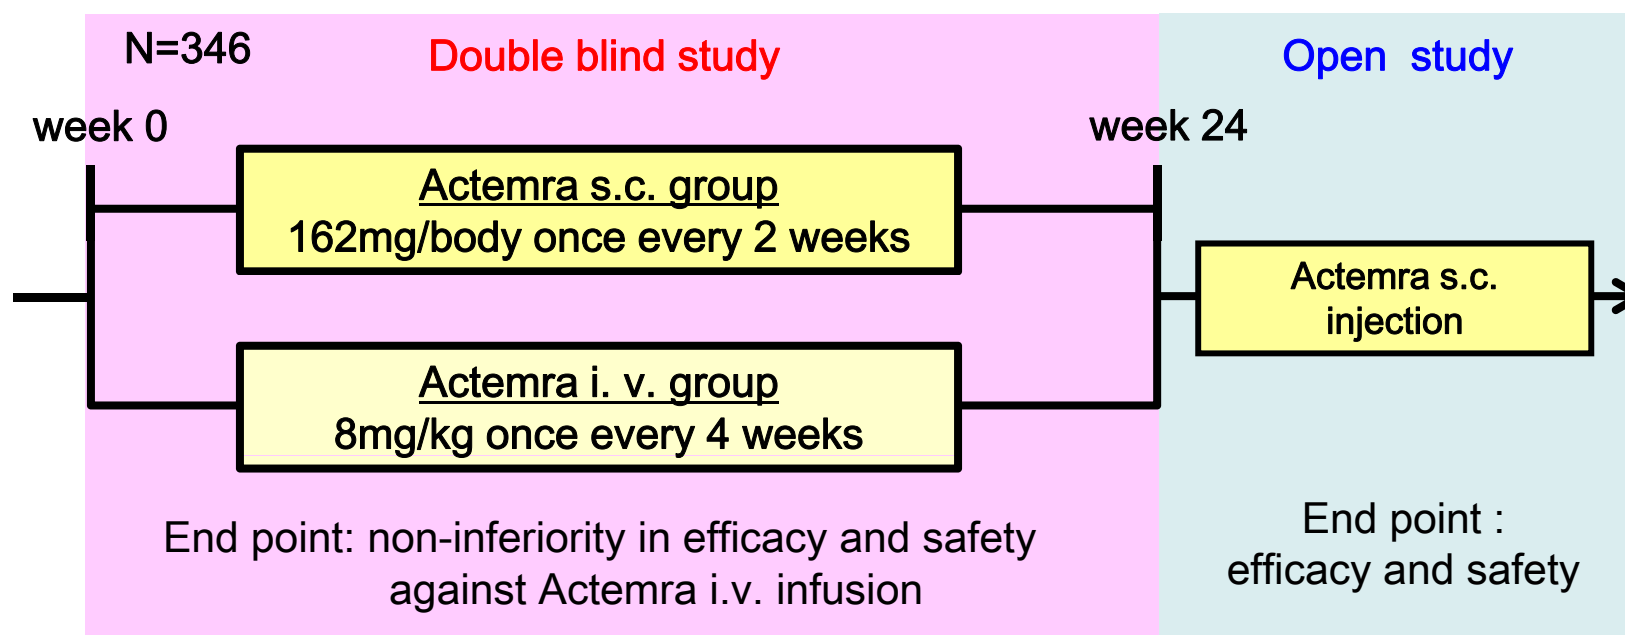 N=346
Double blind study
Open study
week 0
week 24
Actemra s.c. group
162mg/body once every 2 weeks
Actemra s.c.
injection
Actemra i. v. group
8mg/kg once every 4 weeks
End point: non-inferiority in efficacy and safety
against Actemra i.v. infusion
End point :
efficacy and safety